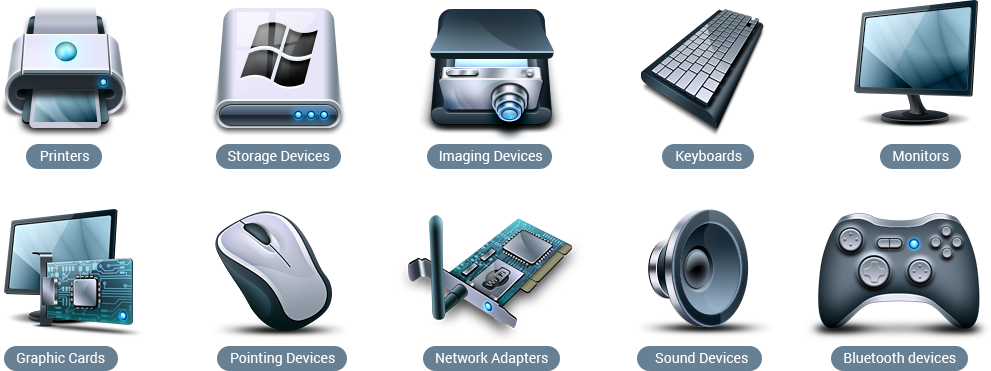 Printers
Storage Devices
Imaging Devices
Keyboards
Monitors
Graphic Cards
Pointing Devices
Network Adapters
Sound Devices
Bluetooth devices